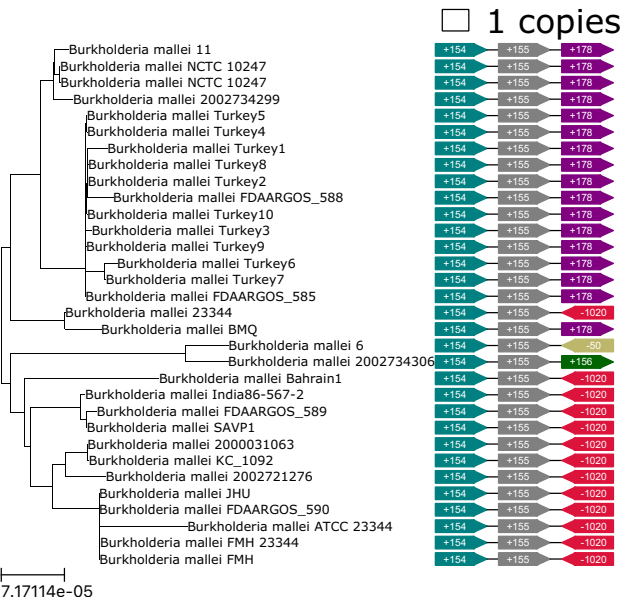 1 copies
Burkholderia mallei 11 +154 +155 +178
Burkholderia mallei NCTC 10247 +154 +155 +178
Burkholderia mallei NCTC 10247 +154 +155 +178
Burkholderia mallei 2002734299 +154 +155 +178
Burkholderia mallei Turkey5 +154 +155 +178
Burkholderia mallei Turkey4 +154 +155 +178
Burkholderia mallei Turkey1 +154 +155 +178
Burkholderia mallei Turkey8 +154 +155 +178
Burkholderia mallei Turkey2 +154 +155 +178
Burkholderia mallei FDAARGOS_588 +154 +155 +178
Burkholderia mallei Turkey10 +154 +155 +178
Burkholderia mallei Turkey3 +154 +155 +178
Burkholderia mallei Turkey9 +154 +155 +178
Burkholderia mallei Turkey6 +154 +155 +178
Burkholderia mallei Turkey7 +154 +155 +178
Burkholderia mallei FDAARGOS_585 +154 +155 +178
Burkholderia mallei 23344 +154 +155 -1020
Burkholderia mallei BMQ +154 +155 +178
Burkholderia mallei 6 +154 +155 -50
Burkholderia mallei 2002734306 +154 +155 +156
Burkholderia mallei Bahrain1 +154 +155 -1020
Burkholderia mallei India86-567-2 +154 +155 -1020
Burkholderia mallei FDAARGOS_589 +154 +155 -1020
Burkholderia mallei SAVP1 +154 +155 -1020
Burkholderia mallei 2000031063 +154 +155 -1020
Burkholderia mallei KC_1092 +154 +155 -1020
Burkholderia mallei 2002721276 +154 +155 -1020
Burkholderia mallei JHU +154 +155 -1020
Burkholderia mallei FDAARGOS_590 +154 +155 -1020
Burkholderia mallei ATCC 23344 +154 +155 -1020
Burkholderia mallei FMH 23344 +154 +155 -1020
Burkholderia mallei FMH +154 +155 -1020
7.17114e-05